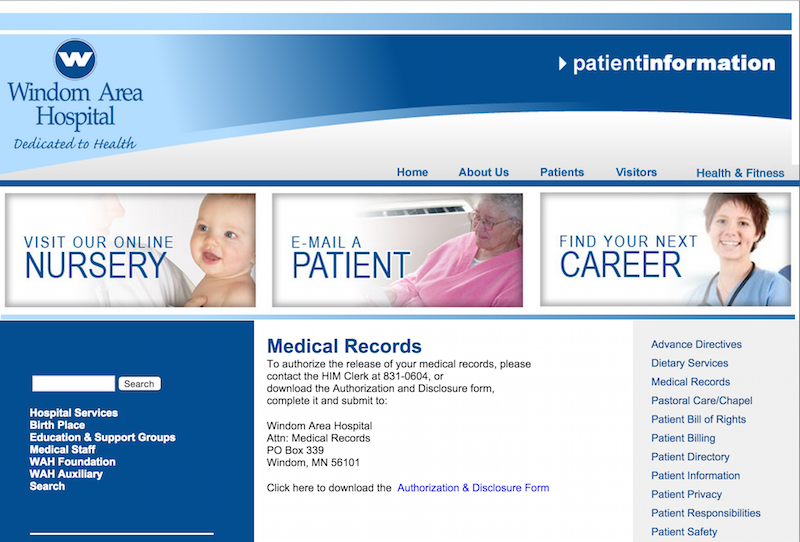 W
Windom Area
Hospital
Dedicated to Health
patientinformation
Home About Us Patients Visitors Health & Fitness
VISIT OUR ONLINE
NURSERY
E-MAIL A
PATIENT
FIND YOUR NEXT
CAREER
Search
Hospital Services
Birth Place
Education & Support Groups
Medical Staff
WAH Foundation
WAH Auxiliary
Search
Medical Records
To authorize the release of your medical records, please
contact the HIM Clerk at 831-0604, or
download the Authorization and Disclosure form,
complete it and submit to:
Windom Area Hospital
Attn: Medical Records
PO Box 339
Windom, MN 56101
Click here to download the Authorization & Disclosure Form
Advance Directives
Dietary Services
Medical Records
Pastoral Care/Chapel
Patient Bill of Rights
Patient Billing
Patient Directory
Patient Information
Patient Privacy
Patient Responsibilities
Patient Safety